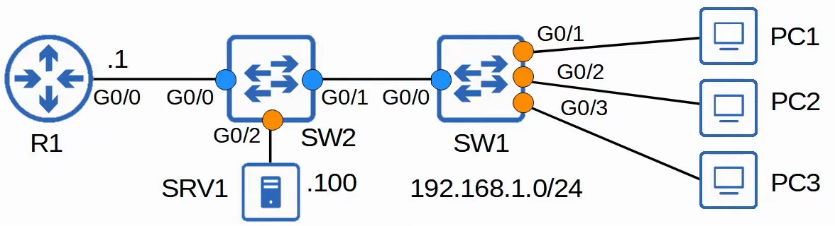 .1
G0/0
R1
G0/0
G0/1
G0/2
SW2
SRV1
.100
G0/0
SW1
192.168.1.0/24
G0/1
G0/2
G0/3
PC1
PC2
PC3